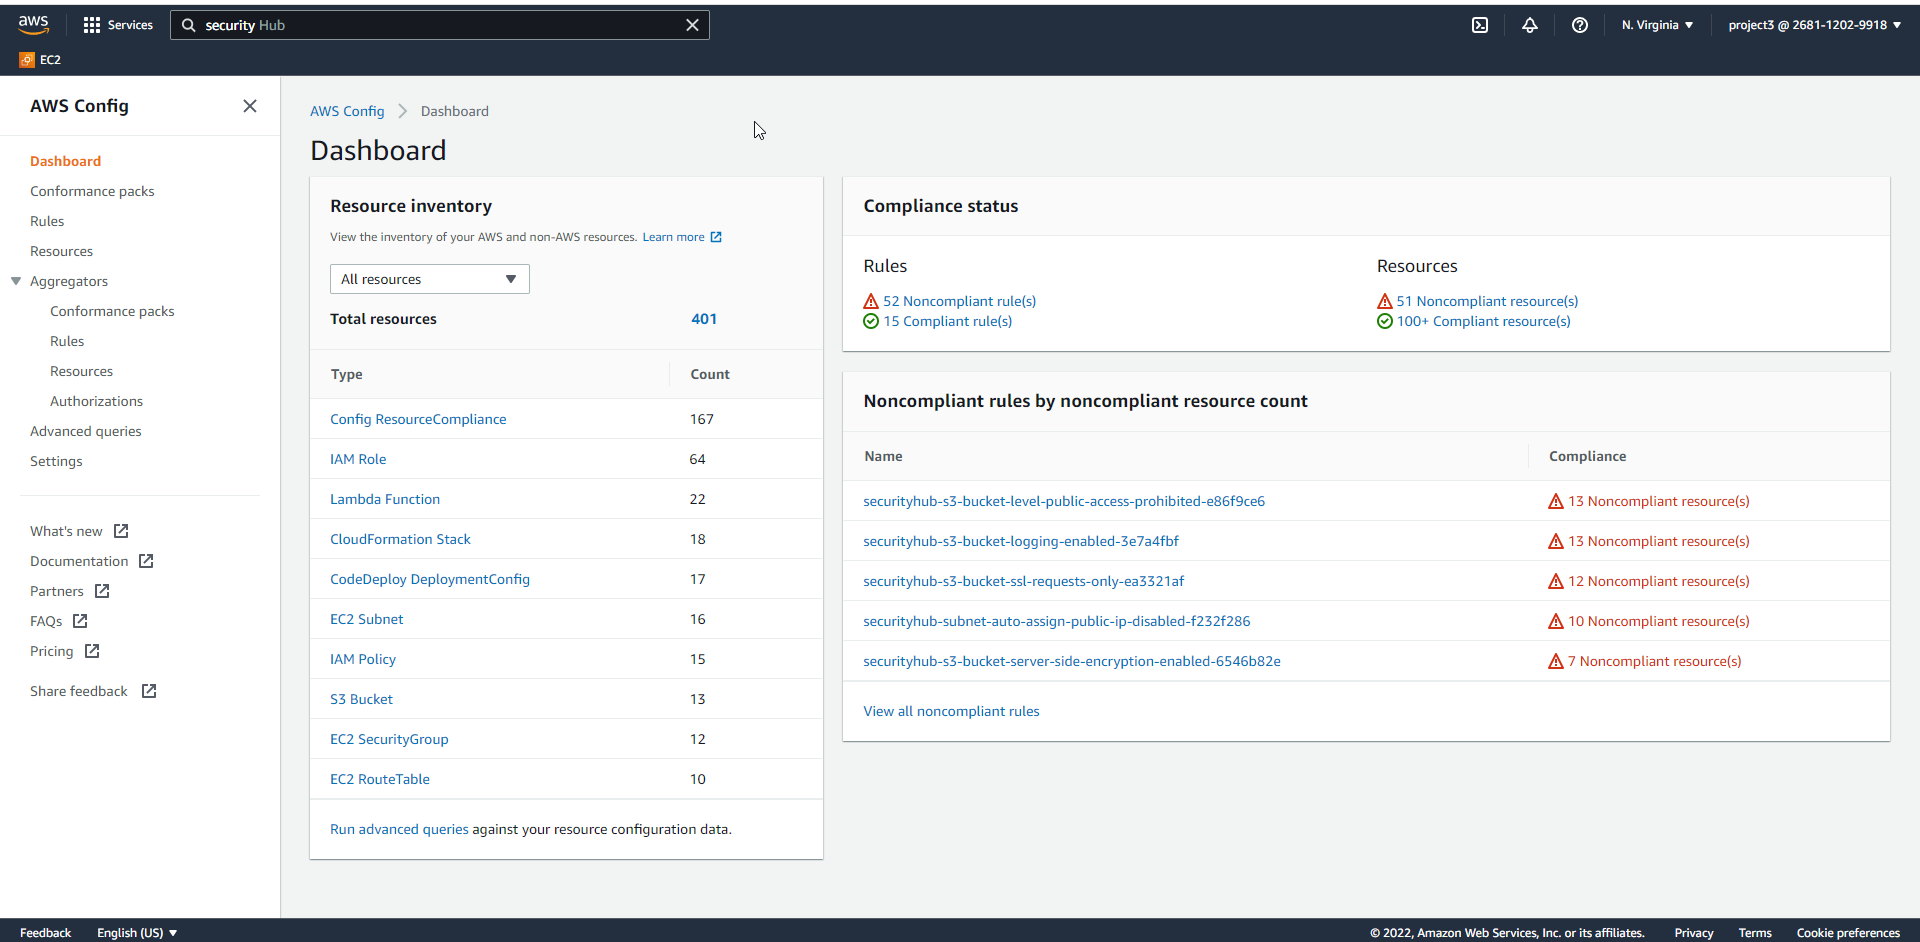 aws
Services
security Hub
N. Virginia
project3 @ 2681-1202-9918
EC2
AWS Config
Dashboard
Conformance packs
Rules
Resources
Aggregators
Conformance packs
Rules
Resources
Authorizations
Advanced queries
Settings
What's new
Documentation
Partners
FAQs
Pricing
Share feedback
AWS Config
Dashboard
Dashboard
Resource inventory
View the inventory of your AWS and non-AWS resources. Learn more
All resources
Total resources 401
Type Count
Config ResourceCompliance 167
IAM Role 64
Lambda Function 22
CloudFormation Stack 18
CodeDeploy DeploymentConfig 17
EC2 Subnet 16
IAM Policy 15
S3 Bucket 13
EC2 SecurityGroup 12
EC2 RouteTable 10
Run advanced queries against your resource configuration data.
Compliance status
Rules
52 Noncompliant rule(s)
15 Compliant rule(s)
Resources
51 Noncompliant resource(s)
100+ Compliant resource(s)
Noncompliant rules by noncompliant resource count
Name Compliance
securityhub-s3-bucket-level-public-access-prohibited-e86f9ce6 13 Noncompliant resource(s)
securityhub-s3-bucket-logging-enabled-3e7a4fbf 13 Noncompliant resource(s)
securityhub-s3-bucket-ssl-requests-only-ea3321af 12 Noncompliant resource(s)
securityhub-subnet-auto-assign-public-ip-disabled-f232f286 10 Noncompliant resource(s)
securityhub-s3-bucket-server-side-encryption-enabled-6546b82e 7 Noncompliant resource(s)
View all noncompliant rules
Feedback English (US)
© 2022, Amazon Web Services, Inc. or its affiliates. Privacy Terms Cookie preferences